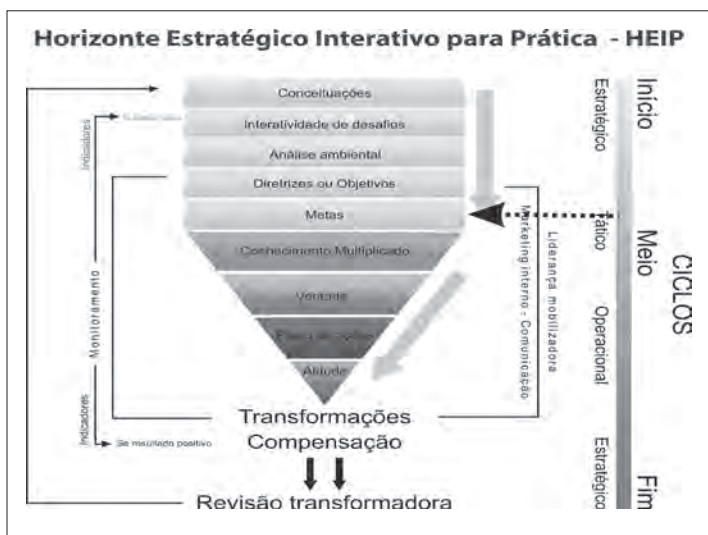 Horizonte Estratégico Interativo para Prática - HEIP
Conceituações
Interatividade de desafios
Análise ambiental
Diretrizes ou Objetivos
Metas
Conhecimento Multiplicado
Vontade
Atitude
Transformações
Compensação
Revisão transformadora
Indicadores
Monitoramento
Indicadores
Se resultado positivo
Marketing interno - Comunicação
Liderança mobilizadora
Estratégico
Tático
Operacional
Estratégico
Início
Meio
Fim
CICLOS